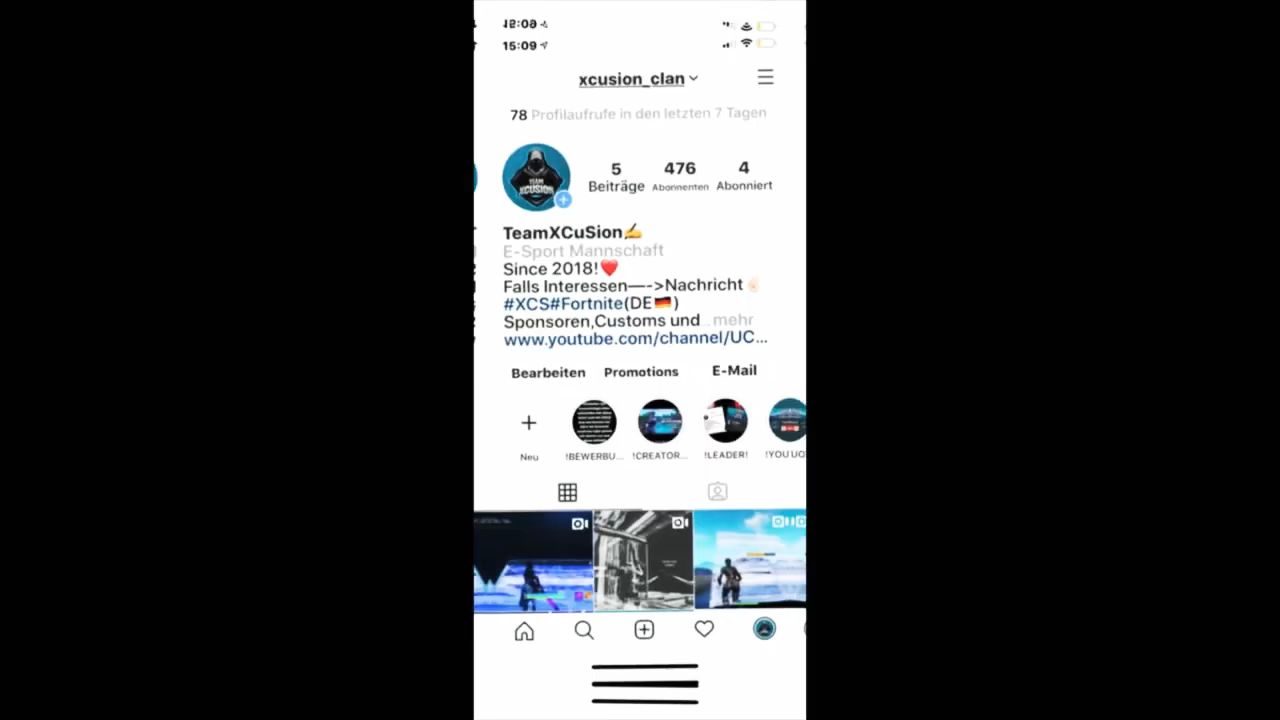 15:09
15:09
xcusion_clan
78 Profilaufrufe in den letzten 7 Tagen
5 476 4
Beiträge Abonnenten Abonniert
TEAM
XCUSION
TeamXCuSion✍️
E-Sport Mannschaft
Since 2018!❤️
Falls Interessen—->Nachricht👌🏻
#XCS#Fortnite(DE🇩🇪)
Sponsoren,Customs und... mehr
www.youtube.com/channel/UC...
Bearbeiten Promotions E-Mail
Neu !BEWERBU... !CREATOR... !LEADER!